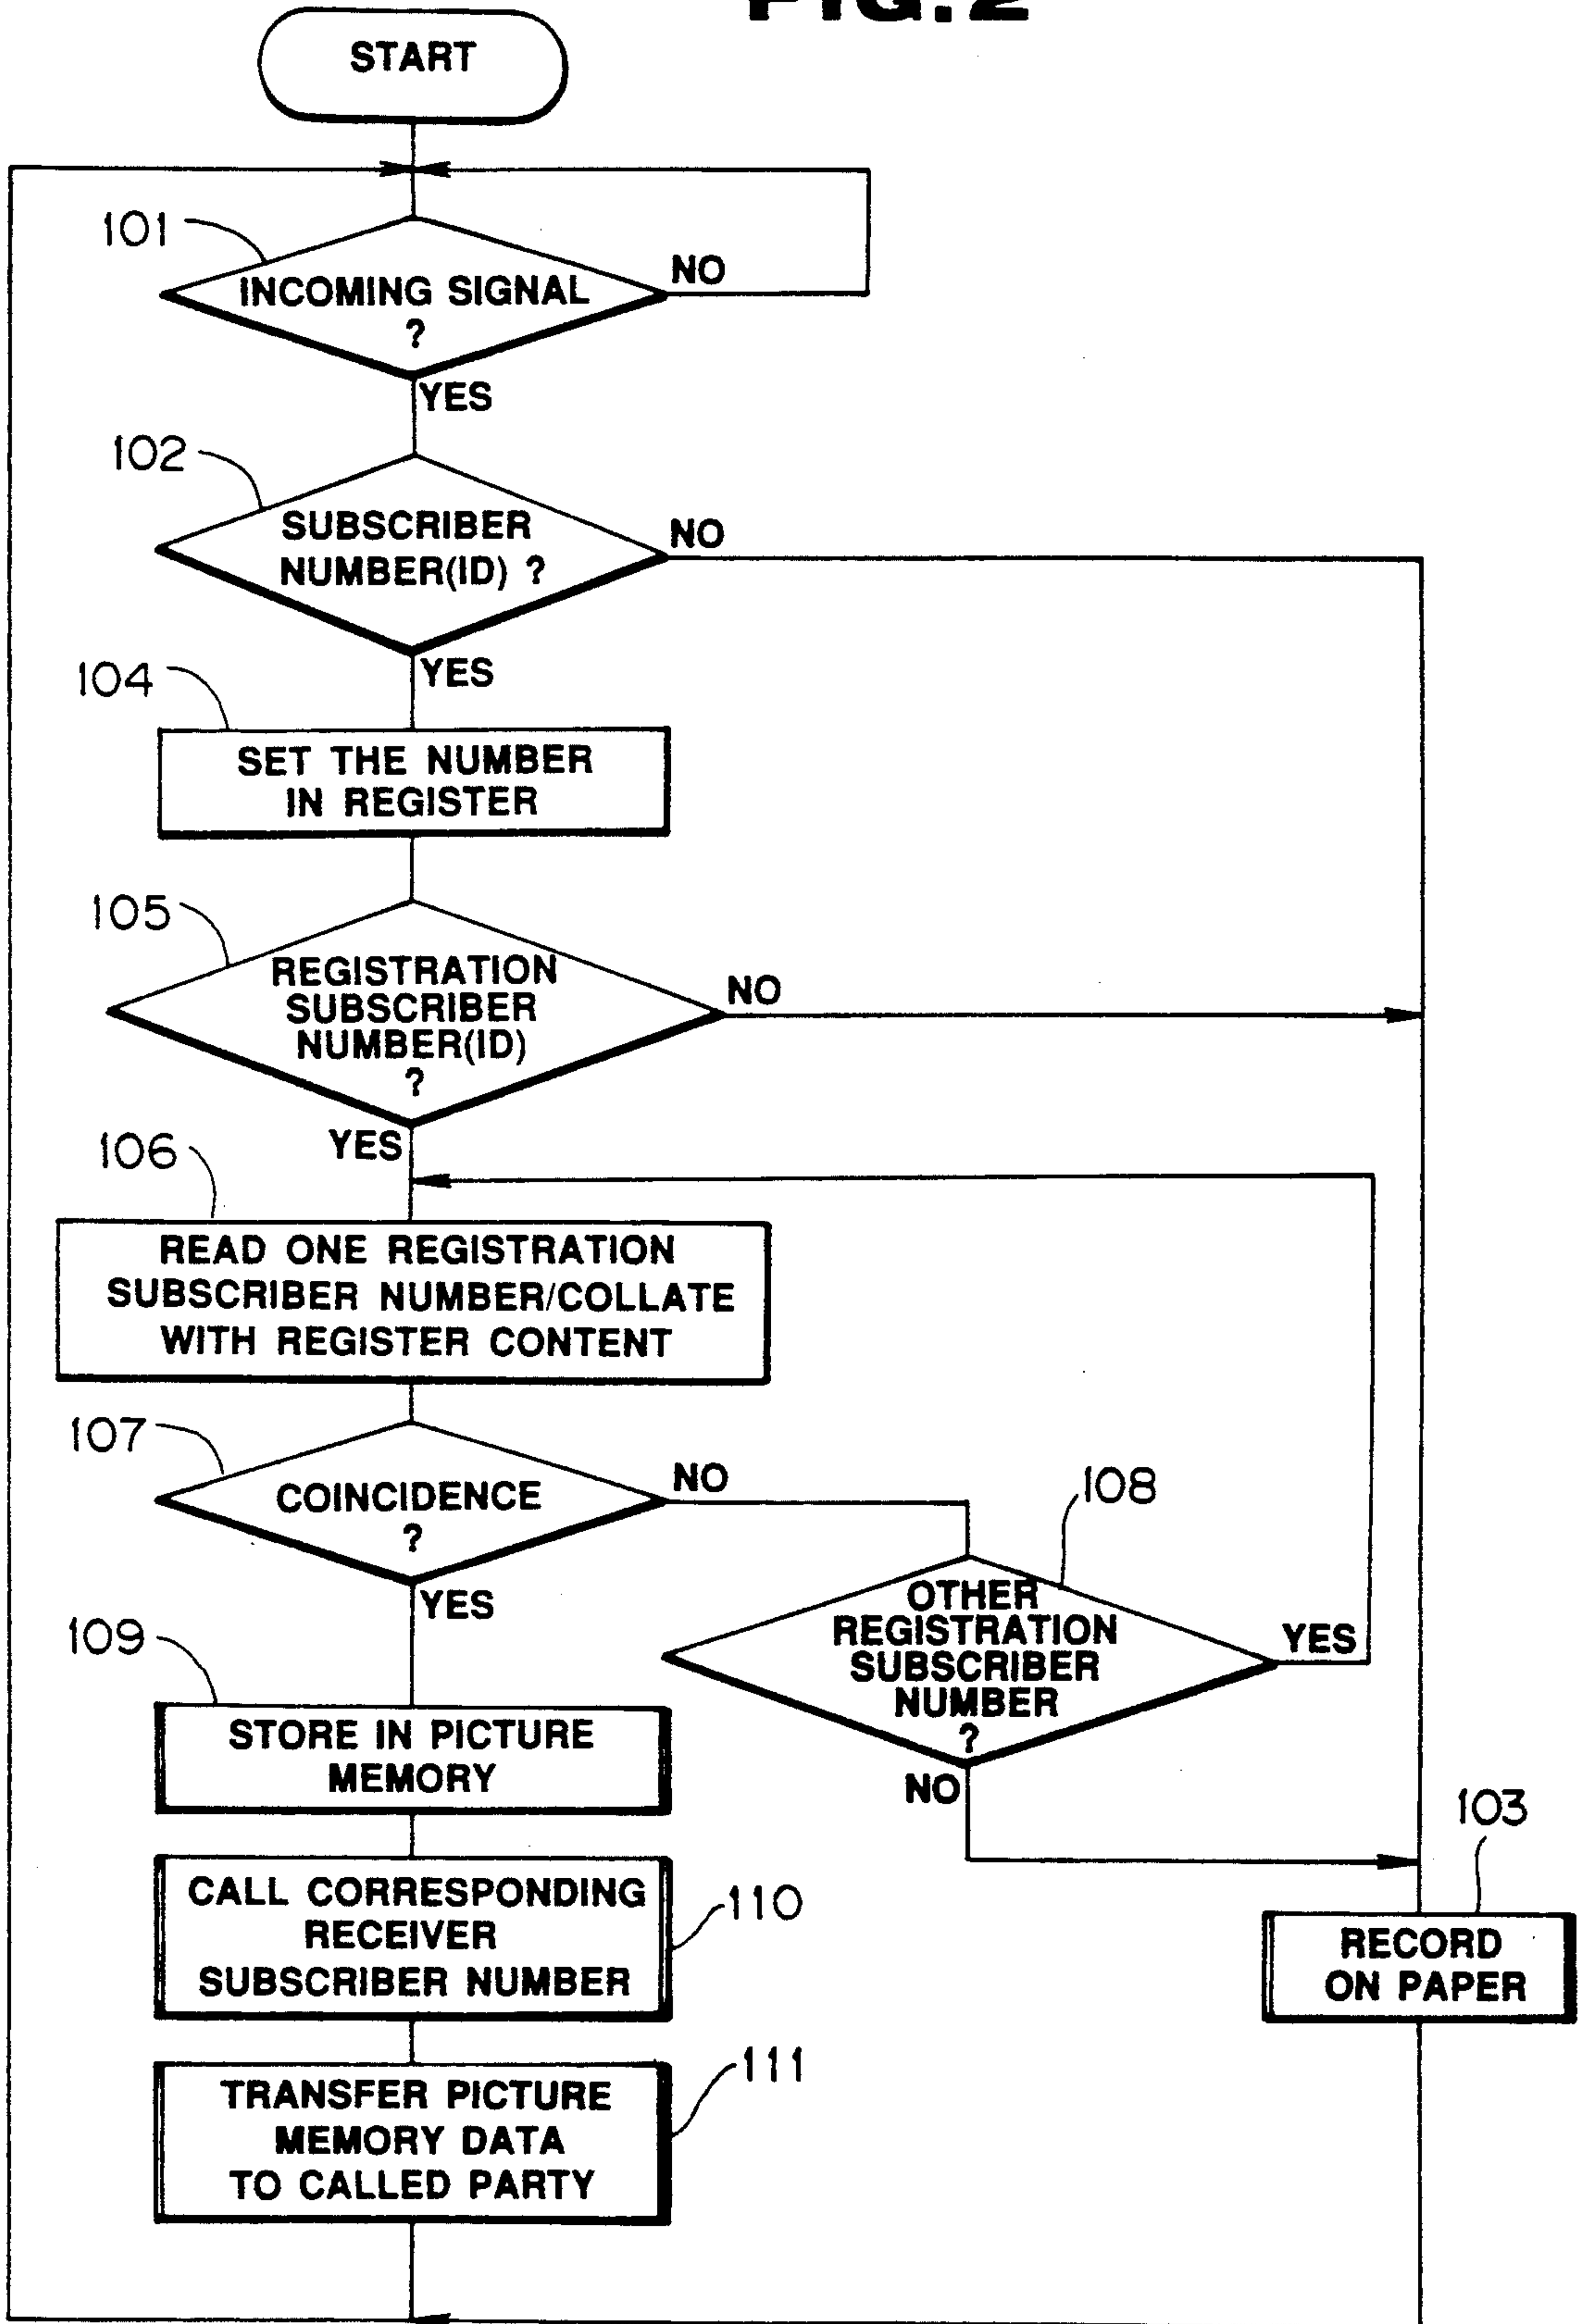 FIG.2
START
101
INCOMING SIGNAL
?
NO
YES
102
SUBSCRIBER
NUMBER(ID) ?
NO
YES
104
SET THE NUMBER
IN REGISTER
105
REGISTRATION
SUBSCRIBER
NUMBER(ID)
?
NO
YES
106
READ ONE REGISTRATION
SUBSCRIBER NUMBER/COLLATE
WITH REGISTER CONTENT
107
COINCIDENCE
?
NO
YES
108
OTHER
REGISTRATION
SUBSCRIBER
NUMBER
?
YES
NO
109
STORE IN PICTURE
MEMORY
103
RECORD
ON PAPER
CALL CORRESPONDING
RECEIVER
SUBSCRIBER NUMBER
110
TRANSFER PICTURE
MEMORY DATA
TO CALLED PARTY
111